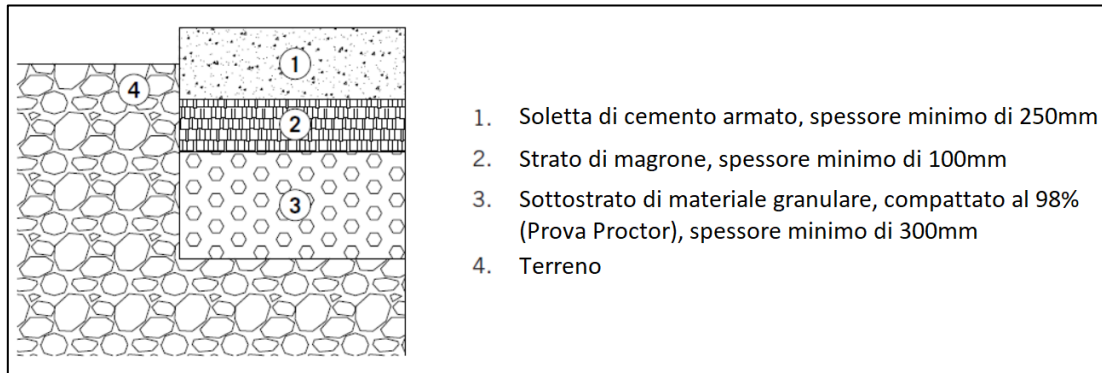 1
4
2
3
1. Soletta di cemento armato, spessore minimo di 250mm
2. Strato di magrone, spessore minimo di 100mm
3. Sottostrato di materiale granulare, compattato al 98%
(Prova Proctor), spessore minimo di 300mm
4. Terreno